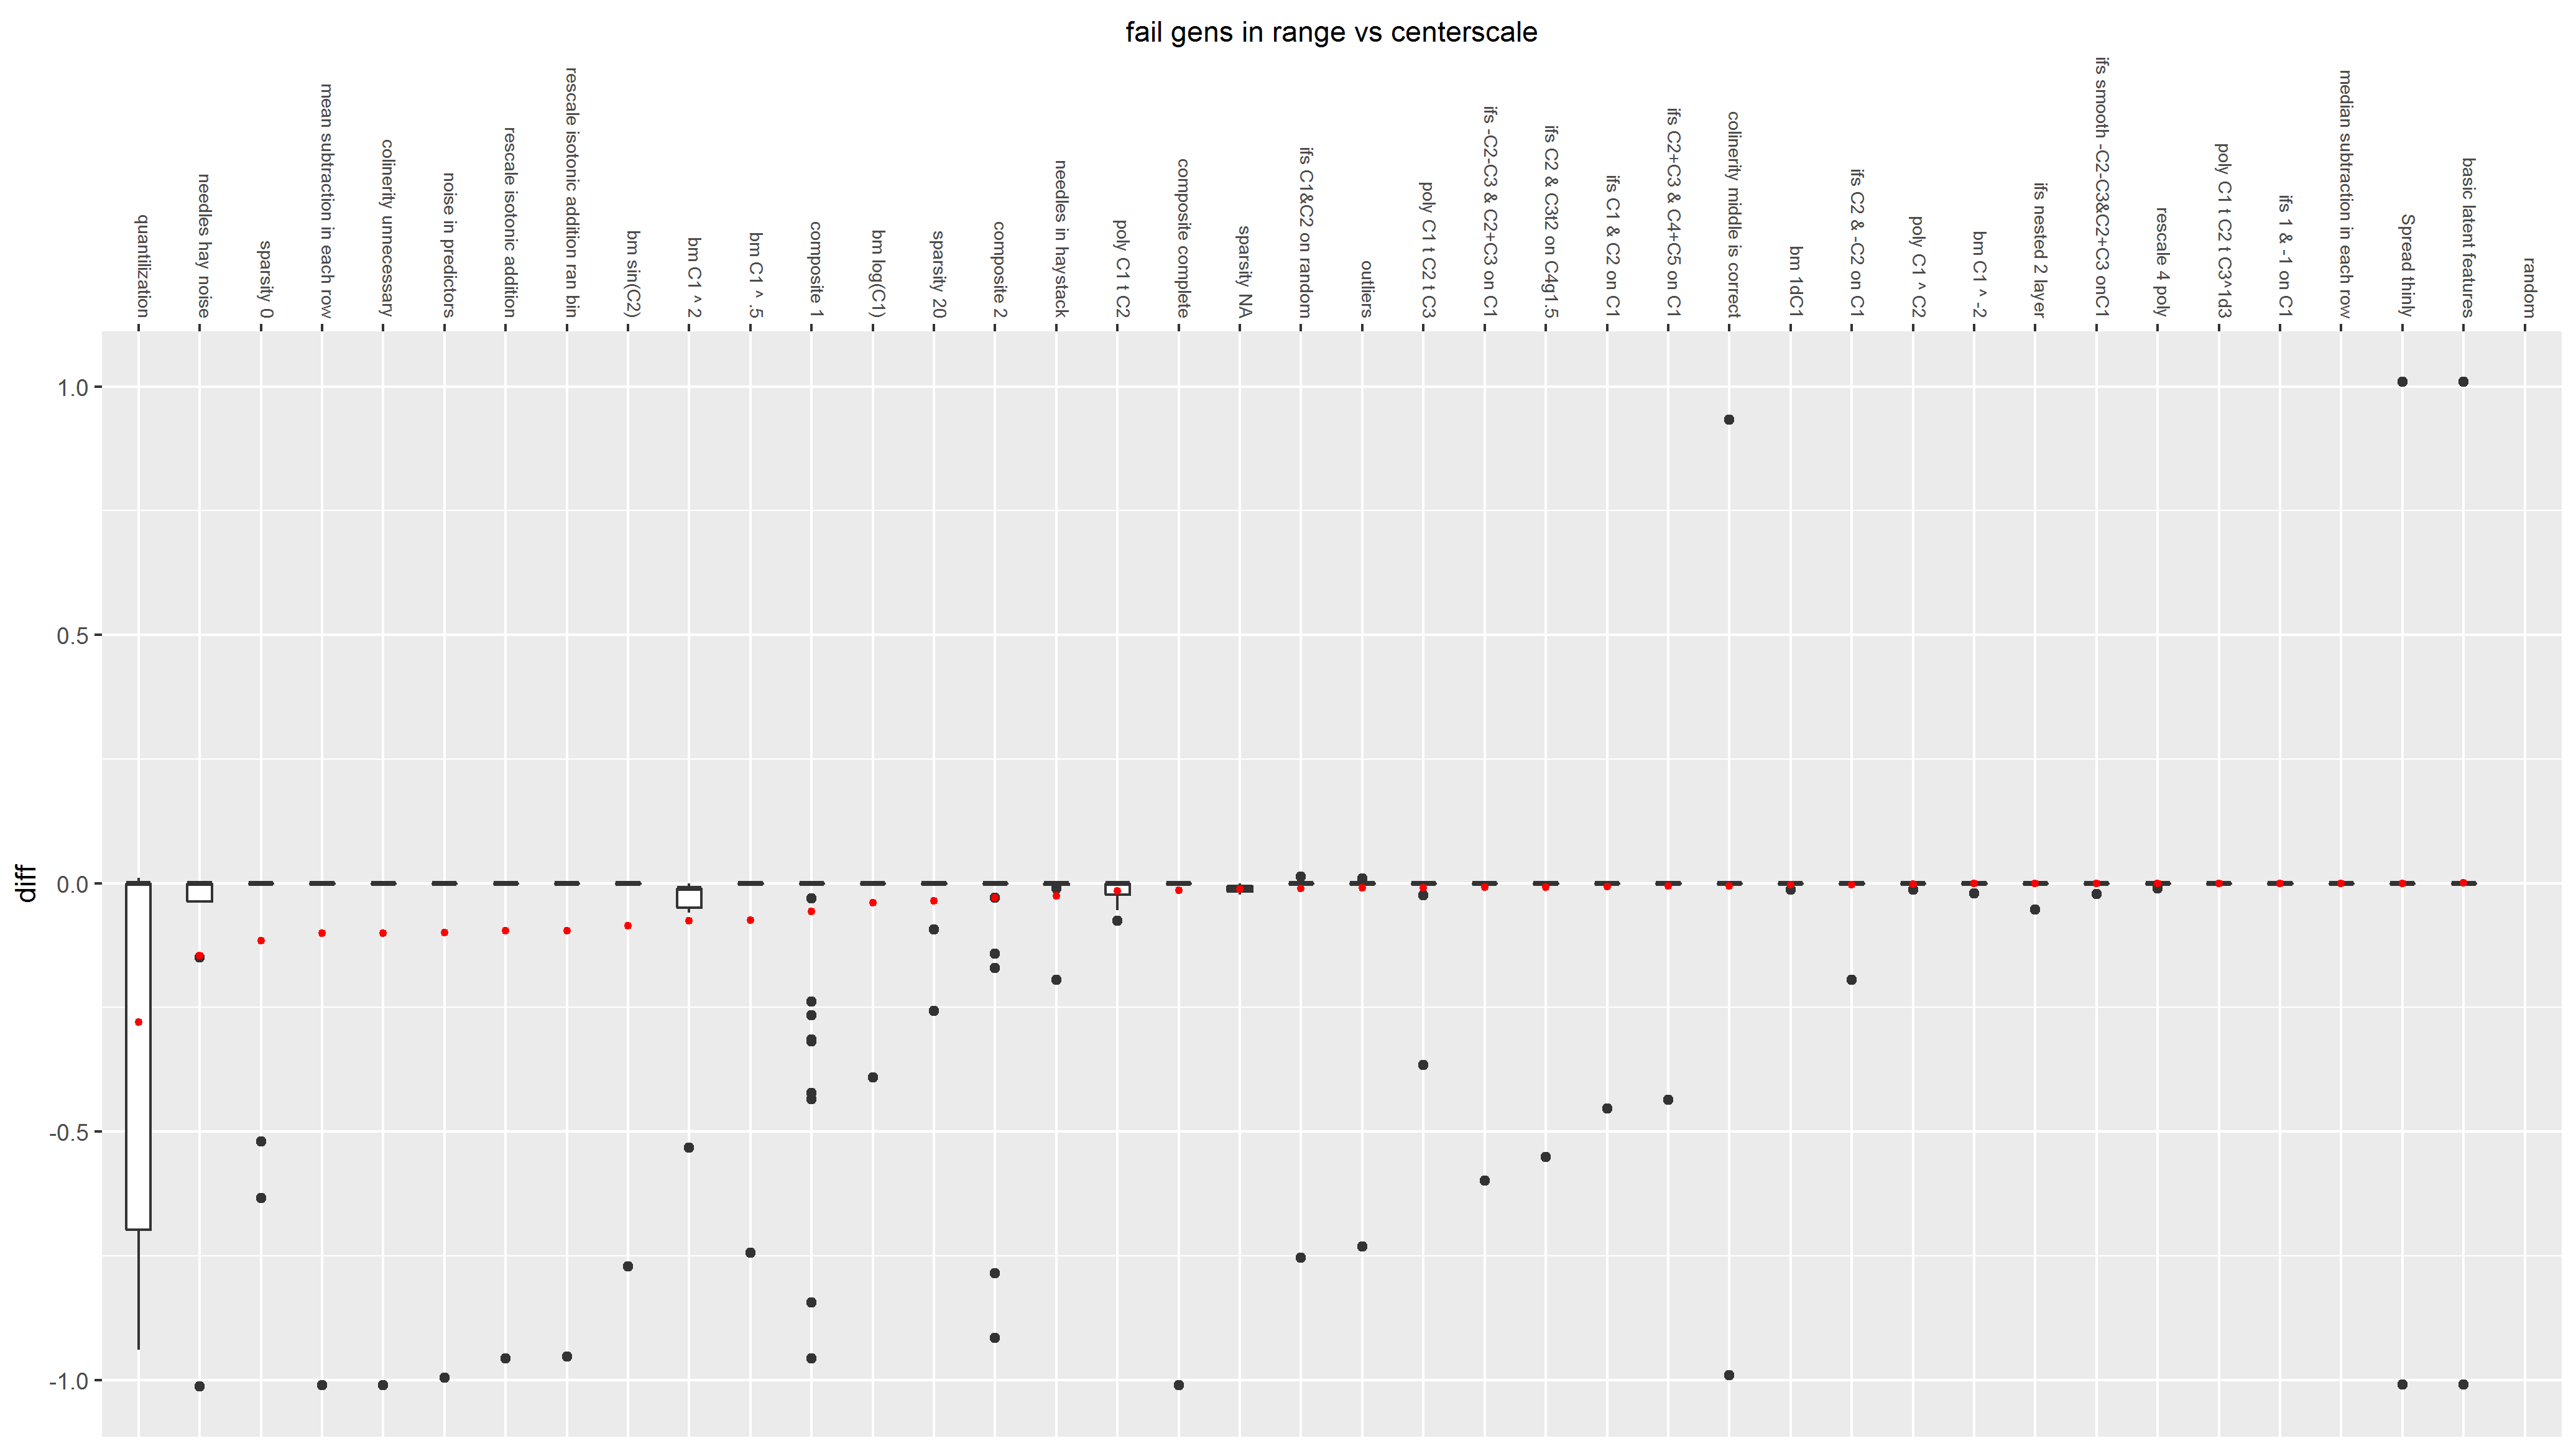 fail gens in range vs centerscale
quantilization
needles hay noise
sparsity 0
mean subtraction in each row
colinerity unnecessary
noise in predictors
rescale isotonic addition
rescale isotonic addition ran bin
bm sin(C2)
bm C1 ^ 2
bm C1 ^ .5
composite 1
bm log(C1)
sparsity 20
composite 2
needles in haystack
poly C1 t C2
composite complete
sparsity NA
ifs C1&C2 on random
outliers
poly C1 t C2 t C3
ifs -C2-C3 & C2+C3 on C1
ifs C2 & C3t2 on C4g1.5
ifs C1 & C2 on C1
ifs C2+C3 & C4+C5 on C1
colinerity middle is correct
bm 1dC1
ifs C2 & -C2 on C1
poly C1 ^ C2
bm C1 ^ -2
ifs nested 2 layer
ifs smooth -C2-C3&C2+C3 onC1
rescale 4 poly
poly C1 t C2 t C3^1d3
ifs 1 & -1 on C1
median subtraction in each row
Spread thinly
basic latent features
random
1.0
0.5
0.0
-0.5
-1.0
diff